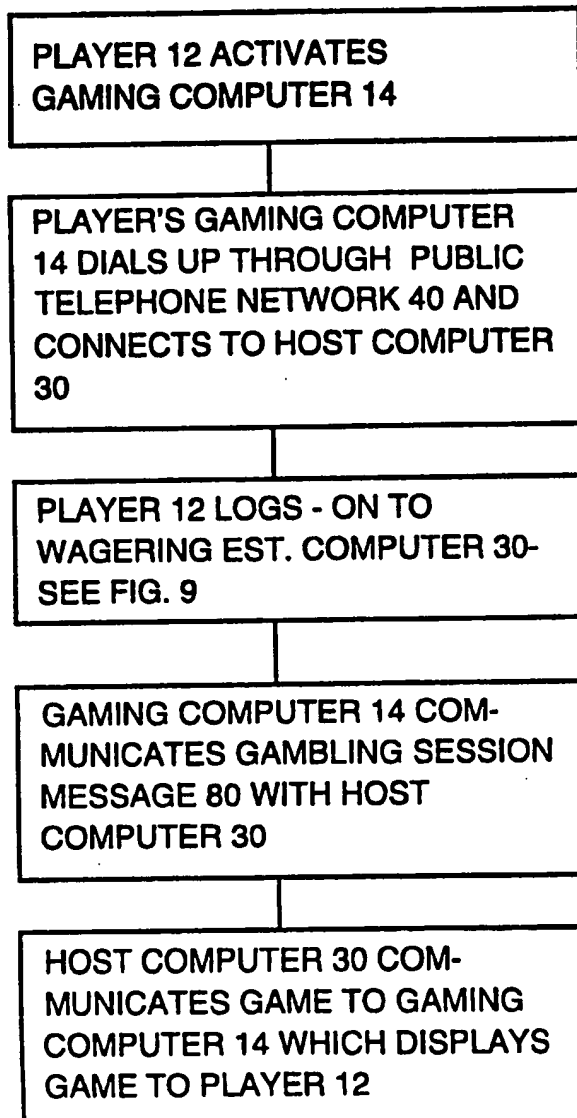 PLAYER 12 ACTIVATES
GAMING COMPUTER 14
PLAYER'S GAMING COMPUTER
14 DIALS UP THROUGH PUBLIC
TELEPHONE NETWORK 40 AND
CONNECTS TO HOST COMPUTER
30
PLAYER 12 LOGS - ON TO
WAGERING EST. COMPUTER 30-
SEE FIG. 9
GAMING COMPUTER 14 COM-
MUNICATES GAMBLING SESSION
MESSAGE 80 WITH HOST
COMPUTER 30
HOST COMPUTER 30 COM-
MUNICATES GAME TO GAMING
COMPUTER 14 WHICH DISPLAYS
GAME TO PLAYER 12